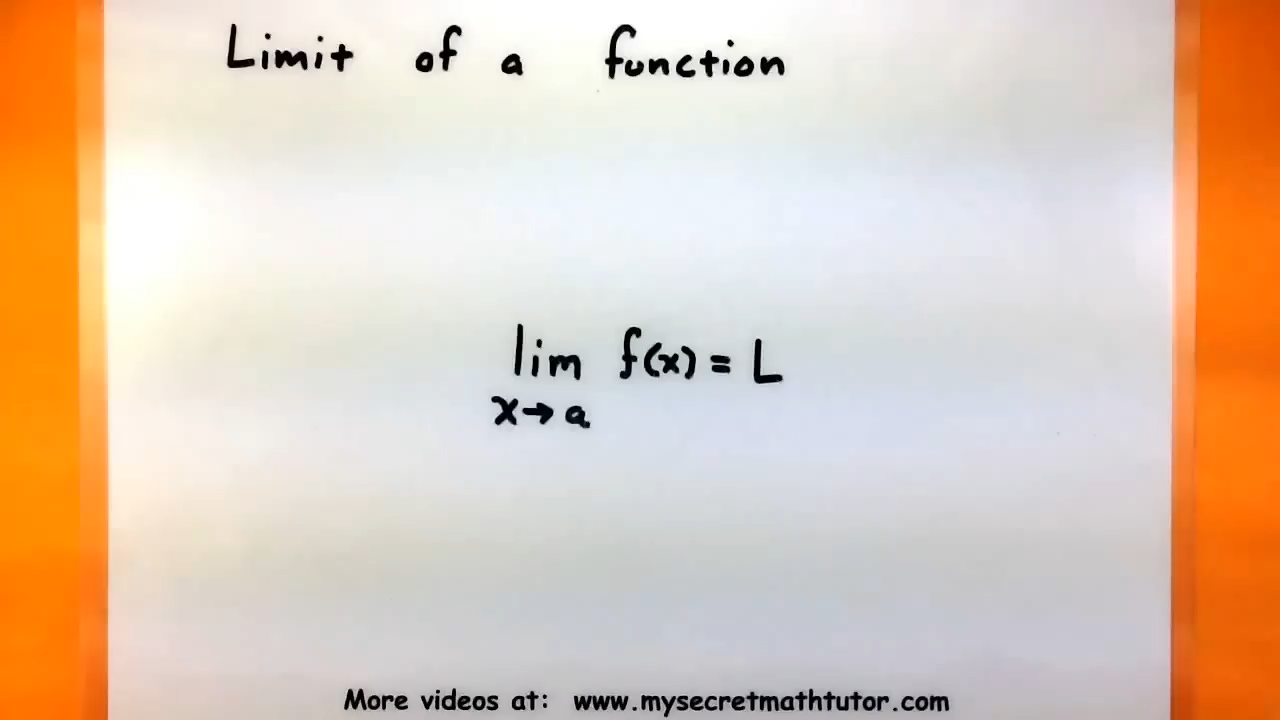 Limit of a function
lim f(x) = L
x→a
More videos at: www.mysecretmathtutor.com